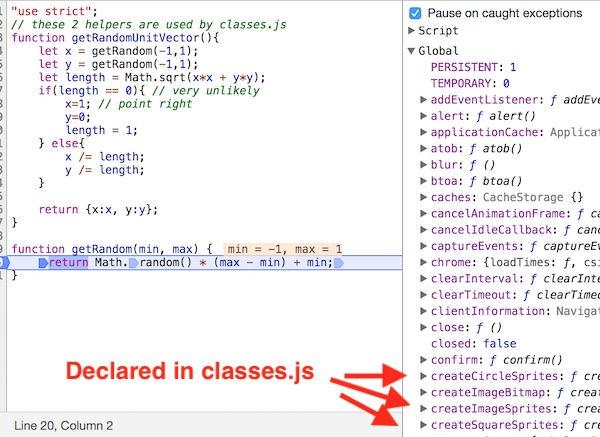 "use strict";
// these 2 helpers are used by classes.js
function getRandomUnitVector(){
let x = getRandom(-1,1);
let y = getRandom(-1,1);
let length = Math.sqrt(x*x + y*y);
if(length == 0){ // very unlikely
x=1; // point right
y=0;
length = 1;
} else{
x /= length;
y /= length;
}
return {x:x, y:y};
}
function getRandom(min, max) { min = -1, max = 1
return Math.random() * (max - min) + min;
}
Declared in classes.js
Line 20, Column 2
Pause on caught exceptions
Script
Global
PERSISTENT: 1
TEMPORARY: 0
addEventListener: ƒ addEve
alert: ƒ alert()
applicationCache: Applicat
atob: ƒ atob()
blur: ƒ ()
btoa: ƒ btoa()
caches: CacheStorage {}
cancelAnimationFrame: ƒ ca
cancelIdleCallback: ƒ canc
captureEvents: ƒ captureEv
chrome: {loadTimes: ƒ, csi
clearInterval: ƒ clearInte
clearTimeout: ƒ clearTimeo
clientInformation: Navigat
close: ƒ ()
closed: false
confirm: ƒ confirm()
createCircleSprites: ƒ cre
createImageBitmap: ƒ creat
createImageSprites: ƒ crea
createSquareSprites: ƒ cre